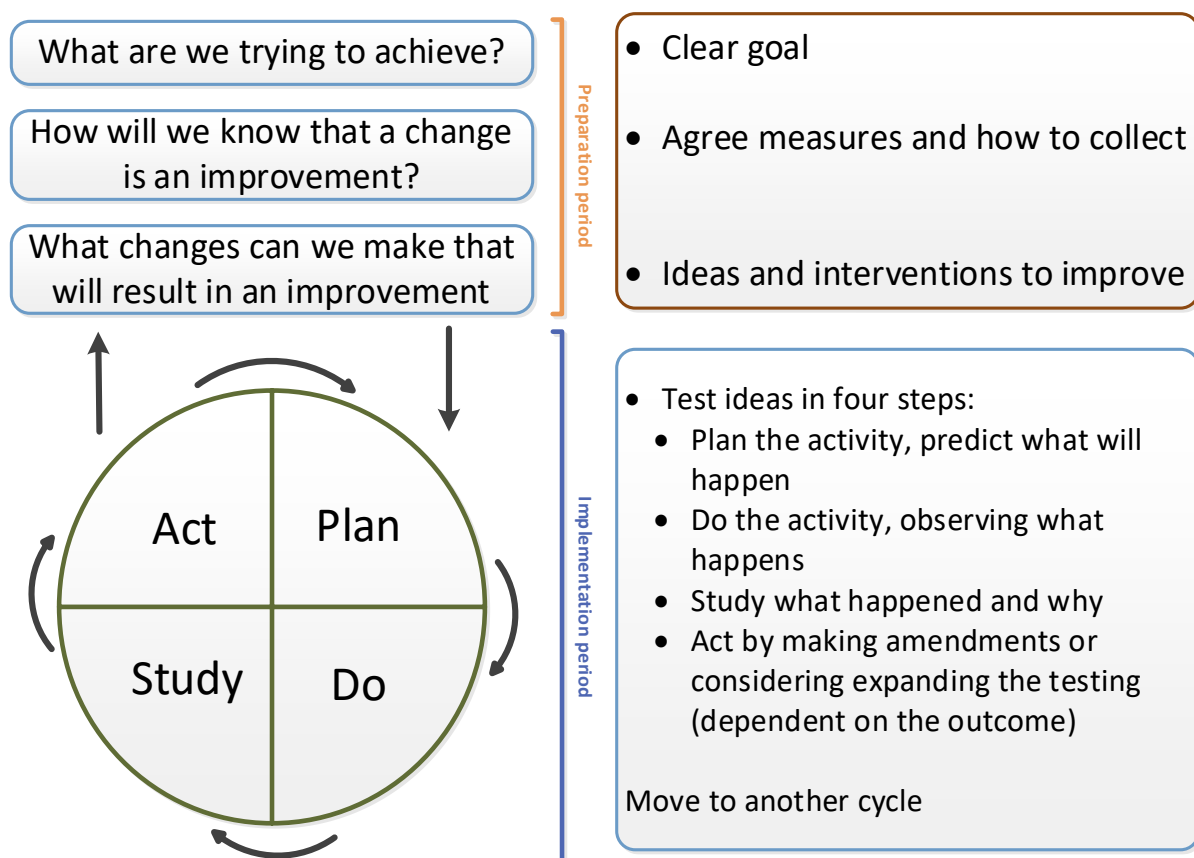 What are we trying to achieve?
How will we know that a change
is an improvement?
What changes can we make that
will result in an improvement
Preparation period
• Clear goal
• Agree measures and how to collect
• Ideas and interventions to improve
Act
Plan
Study
Do
Implementation period
• Test ideas in four steps:
• Plan the activity, predict what will
happen
• Do the activity, observing what
happens
• Study what happened and why
• Act by making amendments or
considering expanding the testing
(dependent on the outcome)
Move to another cycle